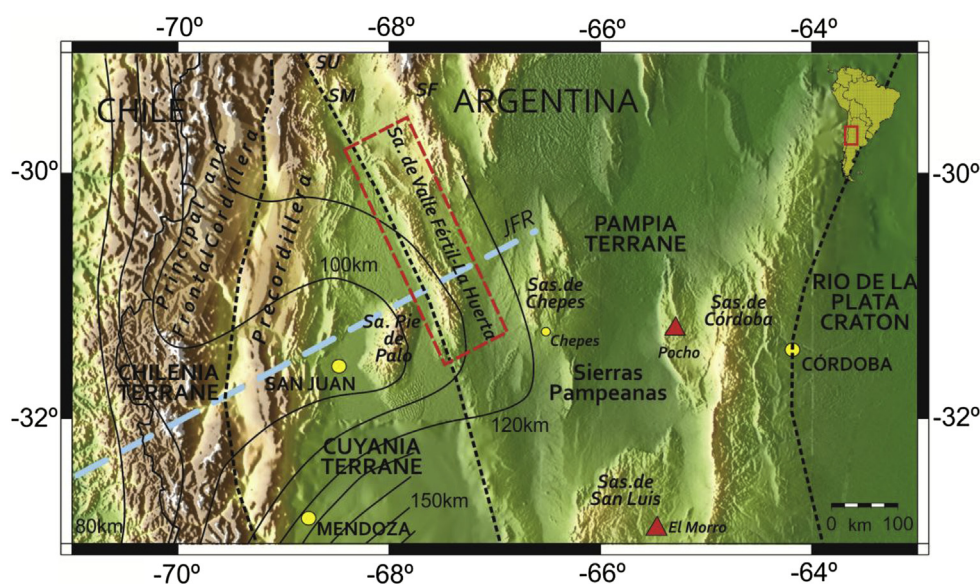 -70º
-68º
-66º
-64º
SU
SM
SF
CHILE
ARGENTINA
-30º
-30º
Principal and
Frontal Cordillera
Precordillera
Sa. de Valle Fértil-La Huerta
JFR
PAMPIA
TERRANE
100km
Sas. de
Chepes
Chepes
RIO DE LA
PLATA
CRATON
Sas. de
Córdoba
Pocho
Sa. Pie
de
Palo
CHILENIA
TERRANE
SAN JUAN
CÓRDOBA
Sierras
Pampeanas
-32º
-32º
120km
CUYANIA
TERRANE
Sas. de
San Luis
150km
80km
MENDOZA
El Morro
0 km 100
-70º
-68º
-66º
-64º